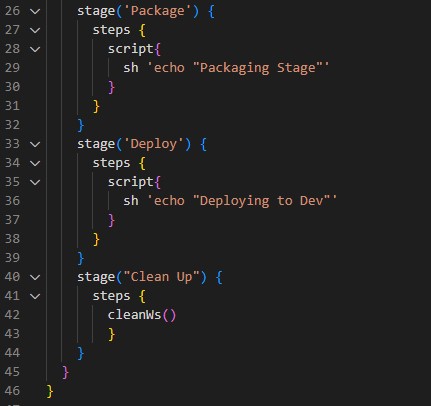 26 stage('Package') {
27 steps {
28 script{
29 sh 'echo "Packaging Stage"'
30 }
31 }
32 }
33 stage('Deploy') {
34 steps {
35 script{
36 sh 'echo "Deploying to Dev"'
37 }
38 }
39 }
40 stage("Clean Up") {
41 steps {
42 cleanWs()
43 }
44 }
45 }
46 }